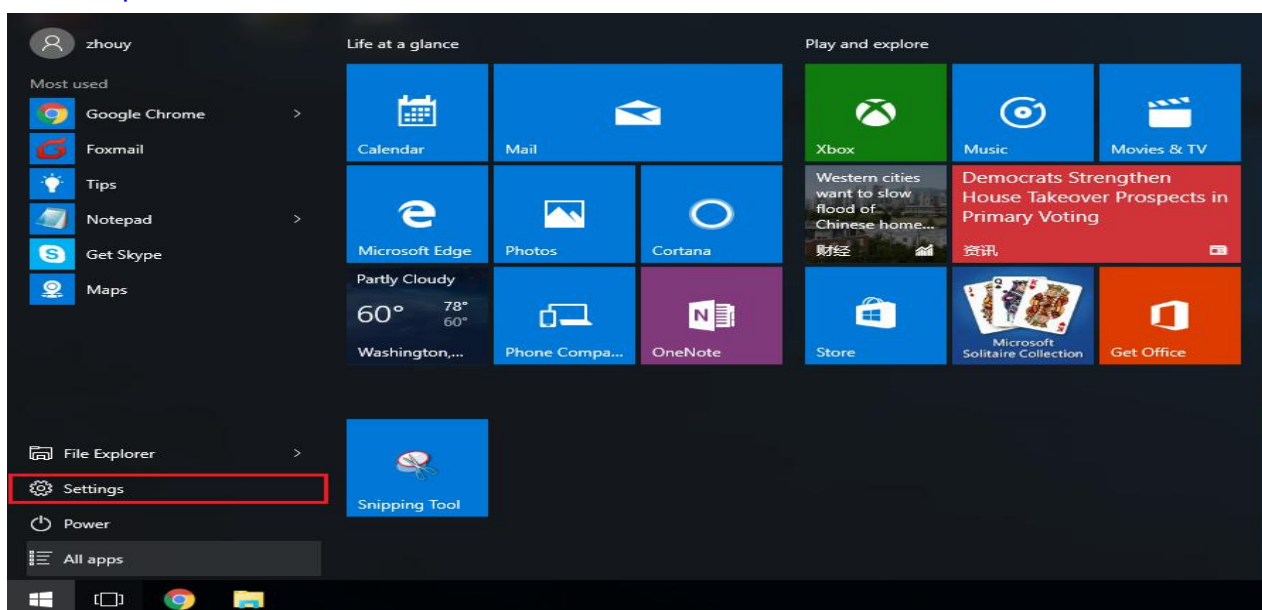 zhouy
Most used
Google Chrome
Foxmail
Tips
Notepad
Get Skype
Maps
File Explorer
Settings
Power
All apps
Life at a glance
Calendar
Mail
Microsoft Edge
Photos
Cortana
Partly Cloudy
60° 78°
60°
Washington,...
Phone Compa...
OneNote
Snipping Tool
Play and explore
Xbox
Music
Movies & TV
Western cities
want to slow
flood of
Chinese home...
财经
Democrats Strengthen
House Takeover Prospects in
Primary Voting
资讯
Store
Microsoft
Solitaire Collection
Get Office